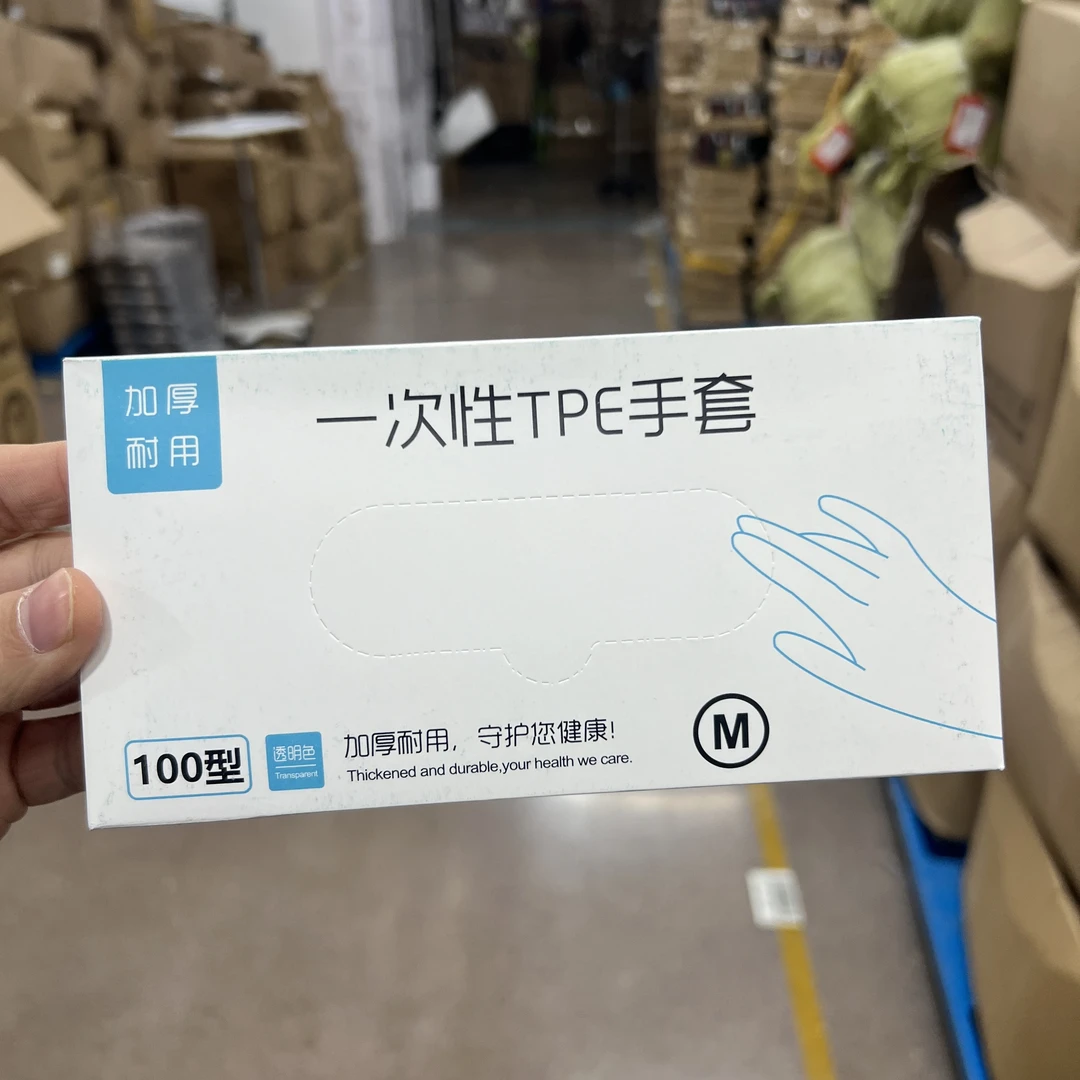 加厚
耐用
一次性TPE手套
100型
透明色
Transparent
加厚耐用，守护您健康!
Thickened and durable,your health we care.
M